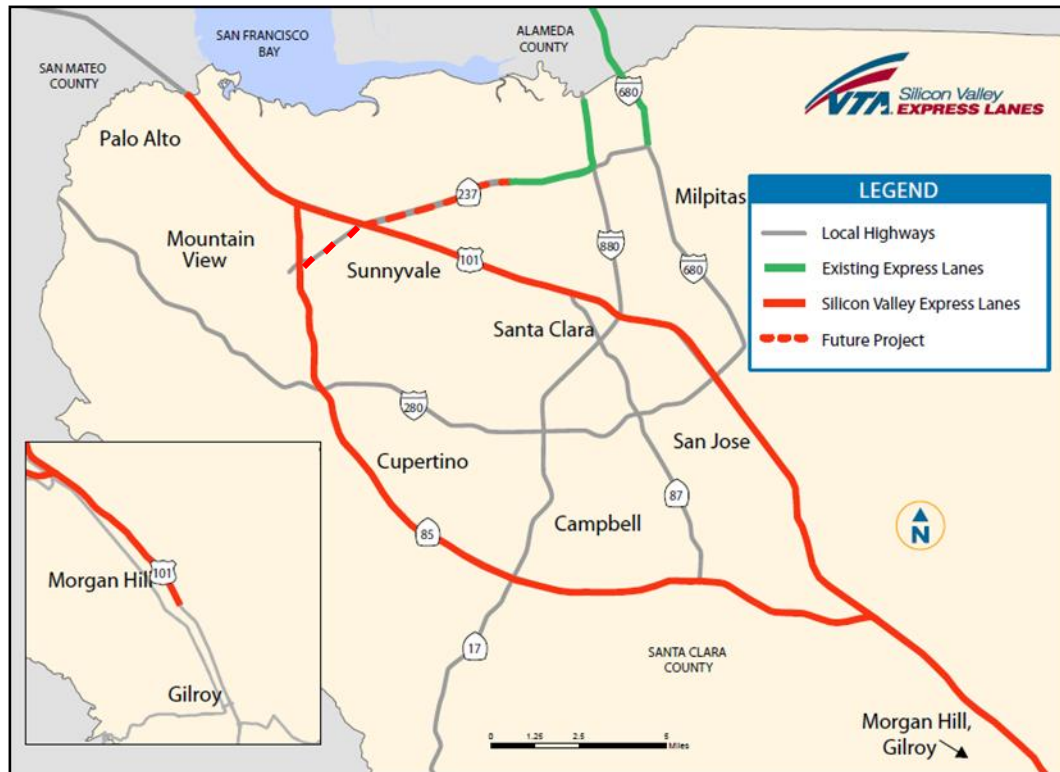 SAN FRANCISCO
BAY
ALAMEDA
COUNTY
SAN MATEO
COUNTY
680
VTA Silicon Valley
EXPRESS LANES
Palo Alto
237
Milpitas
LEGEND
Local Highways
Existing Express Lanes
Silicon Valley Express Lanes
Future Project
Mountain
View
Sunnyvale
101
880
680
Santa Clara
280
San Jose
Cupertino
87
Campbell
85
N
Morgan Hill
101
Gilroy
17
SANTA CLARA
COUNTY
0 1.25 2.5 5
Miles
Morgan Hill,
Gilroy